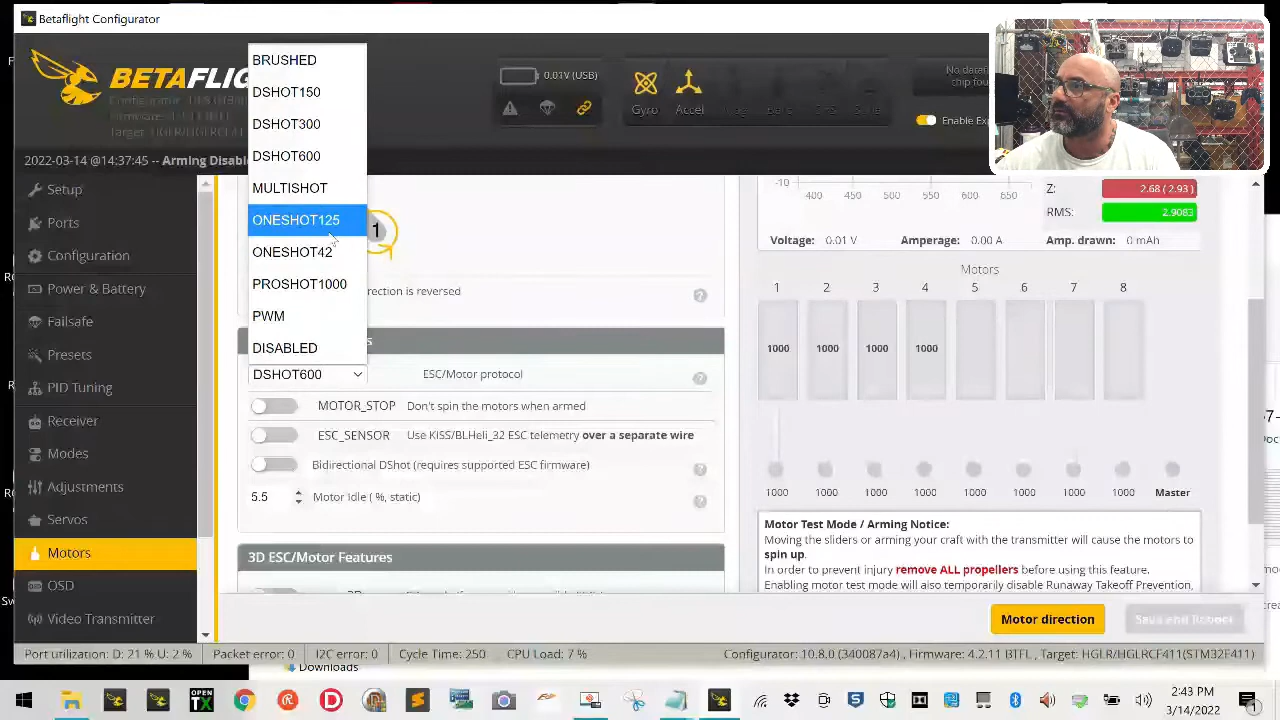 Betaflight Configurator
BRUSHED
DSHOT150
DSHOT300
DSHOT600
MULTISHOT
ONESHOT125
ONESHOT42
PROSHOT1000
PWM
DISABLED
DSHOT600
BETAFLIG
0.01V (USB)
Gyro
Accel
No datafl
chip fou
Enable Exp
2022-03-14 @14:37:45 -- Arming Disable
Setup
Ports
Configuration
Power & Battery
Failsafe
Presets
PID Tuning
Receiver
Modes
Adjustments
Servos
Motors
OSD
Video Transmitter
1
rection is reversed
s
ESC/Motor protocol
MOTOR_STOP Don't spin the motors when armed
ESC_SENSOR Use KISS/BLHeli_32 ESC telemetry over a separate wire
Bidirectional DShot (requires supported ESC firmware)
5.5 Motor Idle ( %, static)
3D ESC/Motor Features
-10
400 450 500 550 600 650
Z: 2.68 ( 2.93 )
RMS: 2.9083
Voltage: 0.01 V Amperage: 0.00 A Amp. drawn: 0 mAh
Motors
1 2 3 4 5 6 7 8
1000 1000 1000 1000
1000 1000 1000 1000 1000 1000 1000 1000 Master
Motor Test Mode / Arming Notice:
Moving the sliders or arming your craft with the transmitter will cause the motors to
spin up.
In order to prevent injury remove ALL propellers before using this feature.
Enabling motor test mode will also temporarily disable Runaway Takeoff Prevention,
Motor direction
Save and Reboot
Port utilization: D: 21 % U: 2 % Packet error: 0 I2C error: 0 Cycle Time: 250 CPU Load: 7 % Configurator: 10.8.0 (340087a4) , Firmware: 4.2.11 BTFL , Target: HGLR/HGLRCF411(STM32F411)
Downloads
OPEN
TX
2:43 PM
3/14/2022